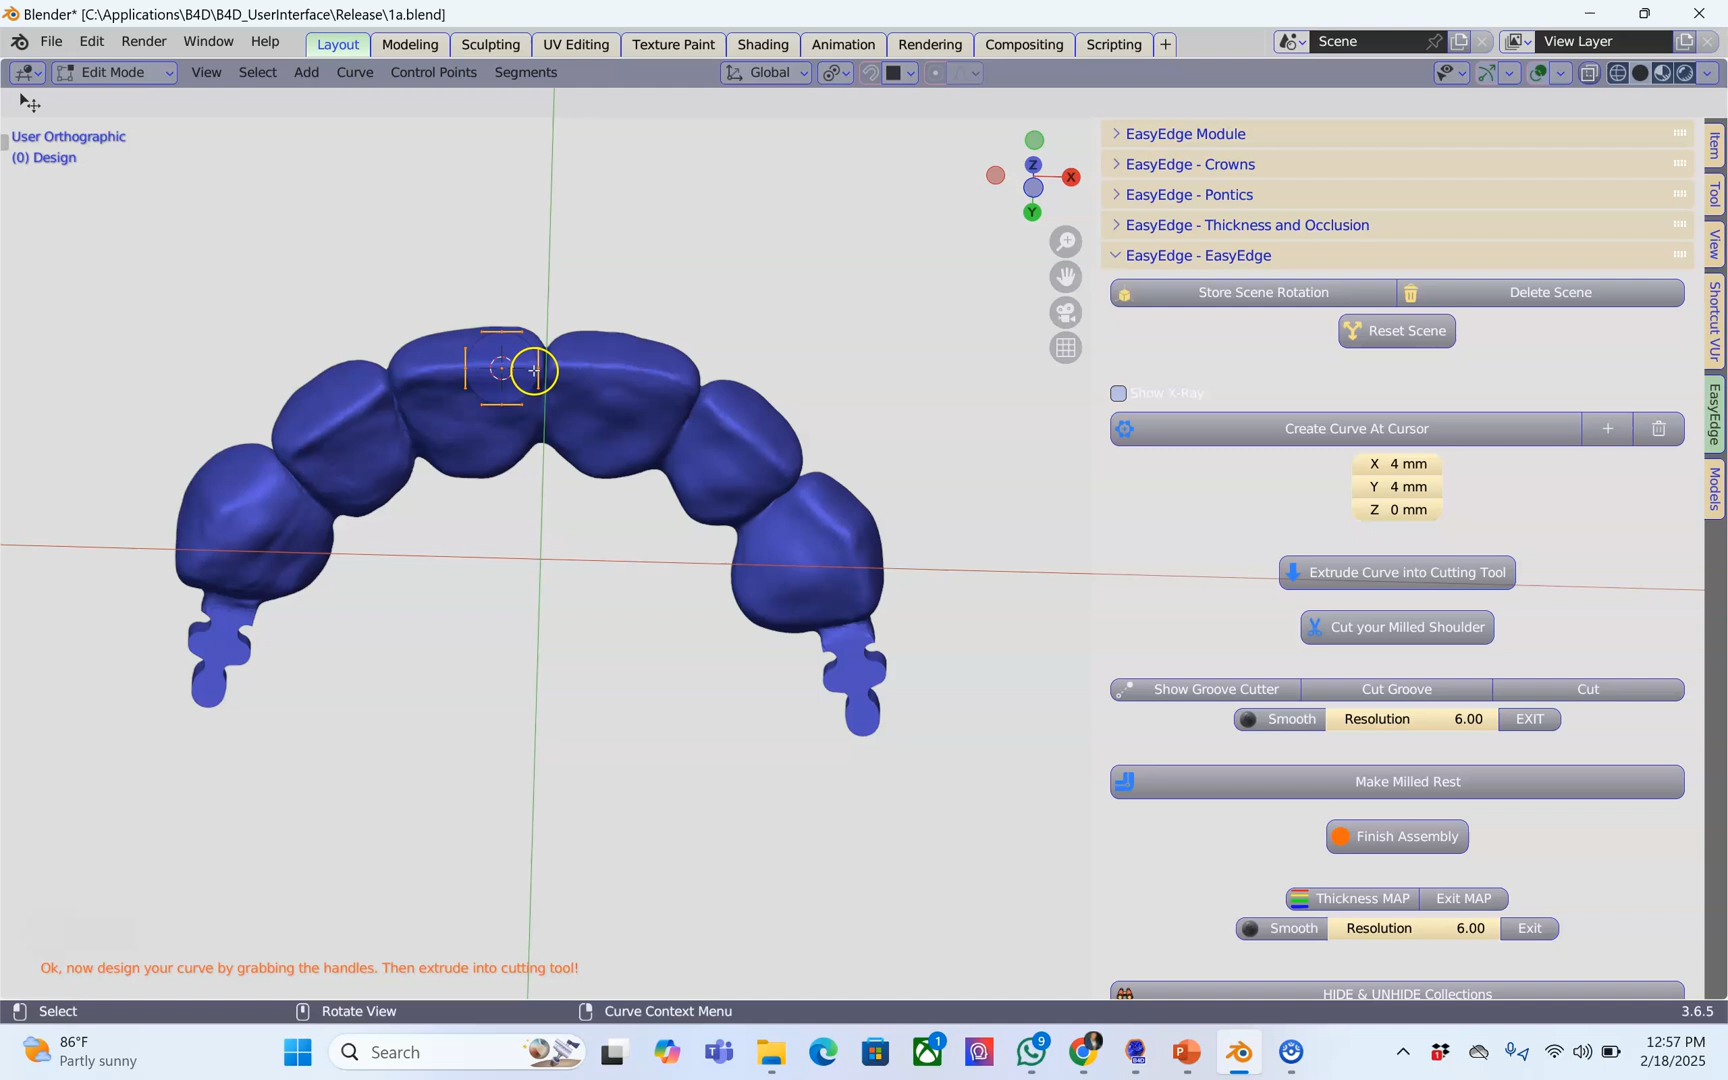 Blender* [C:\Applications\B4D\B4D_UserInterface\Release\1a.blend]
File Edit Render Window Help Layout Modeling Sculpting UV Editing Texture Paint Shading Animation Rendering Compositing Scripting + Scene View Layer
Edit Mode View Select Add Curve Control Points Segments Global
User Orthographic
(0) Design
X
Y
Z
EasyEdge Module
EasyEdge - Crowns
EasyEdge - Pontics
EasyEdge - Thickness and Occlusion
EasyEdge - EasyEdge
Store Scene Rotation Delete Scene
Reset Scene
Show X-Ray
Create Curve At Cursor +
X 4 mm
Y 4 mm
Z 0 mm
Extrude Curve into Cutting Tool
Cut your Milled Shoulder
Show Groove Cutter Cut Groove Cut
Smooth Resolution 6.00 EXIT
Make Milled Rest
Finish Assembly
Thickness MAP Exit MAP
Smooth Resolution 6.00 Exit
HIDE & UNHIDE Collections
Item
Tool
View
Shortcut VUr
EasyEdge
Models
Ok, now design your curve by grabbing the handles. Then extrude into cutting tool!
Select Rotate View Curve Context Menu 3.6.5
86°F
Partly sunny
Search
1
9
B4D
1
12:57 PM
2/18/2025